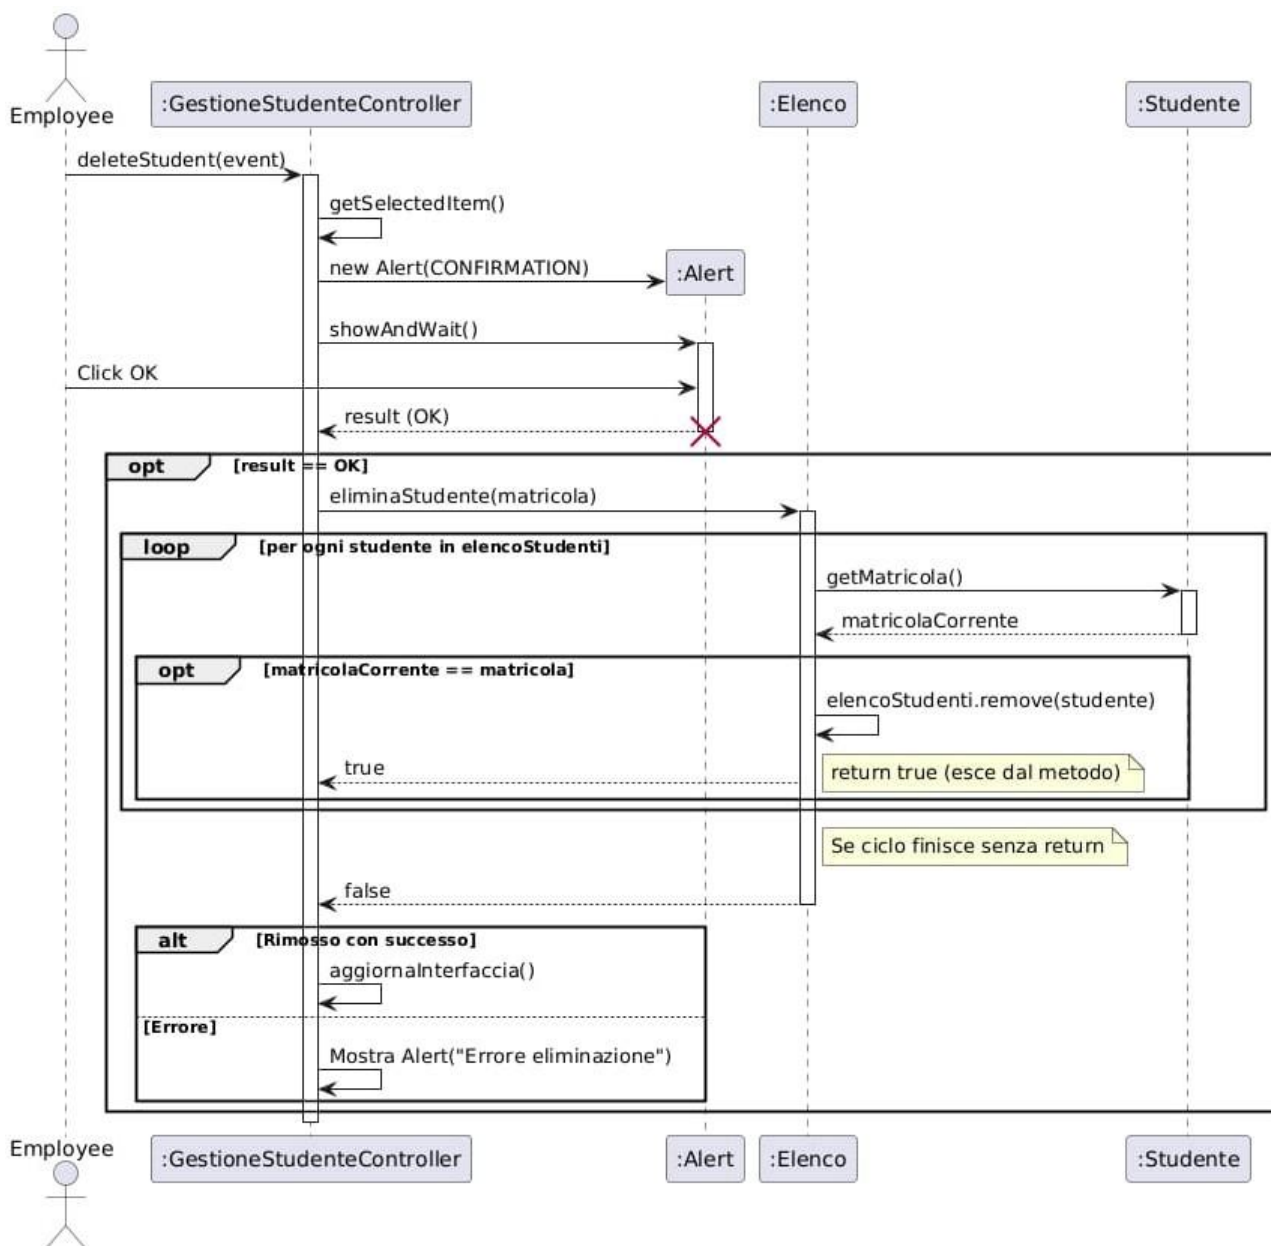 Employee
:GestioneStudenteController
:Elenco
:Studente
deleteStudent(event)
getSelectedItem()
new Alert(CONFIRMATION)
:Alert
showAndWait()
Click OK
result (OK)
opt
[result == OK]
eliminaStudente(matricola)
loop
[per ogni studente in elencoStudenti]
getMatricola()
matricolaCorrente
opt
[matricolaCorrente == matricola]
elencoStudenti.remove(studente)
true
return true (esce dal metodo)
Se ciclo finisce senza return
false
alt
[Rimosso con successo]
aggiornaInterfaccia()
[Errore]
Mostra Alert("Errore eliminazione")
Employee
:GestioneStudenteController
:Alert
:Elenco
:Studente